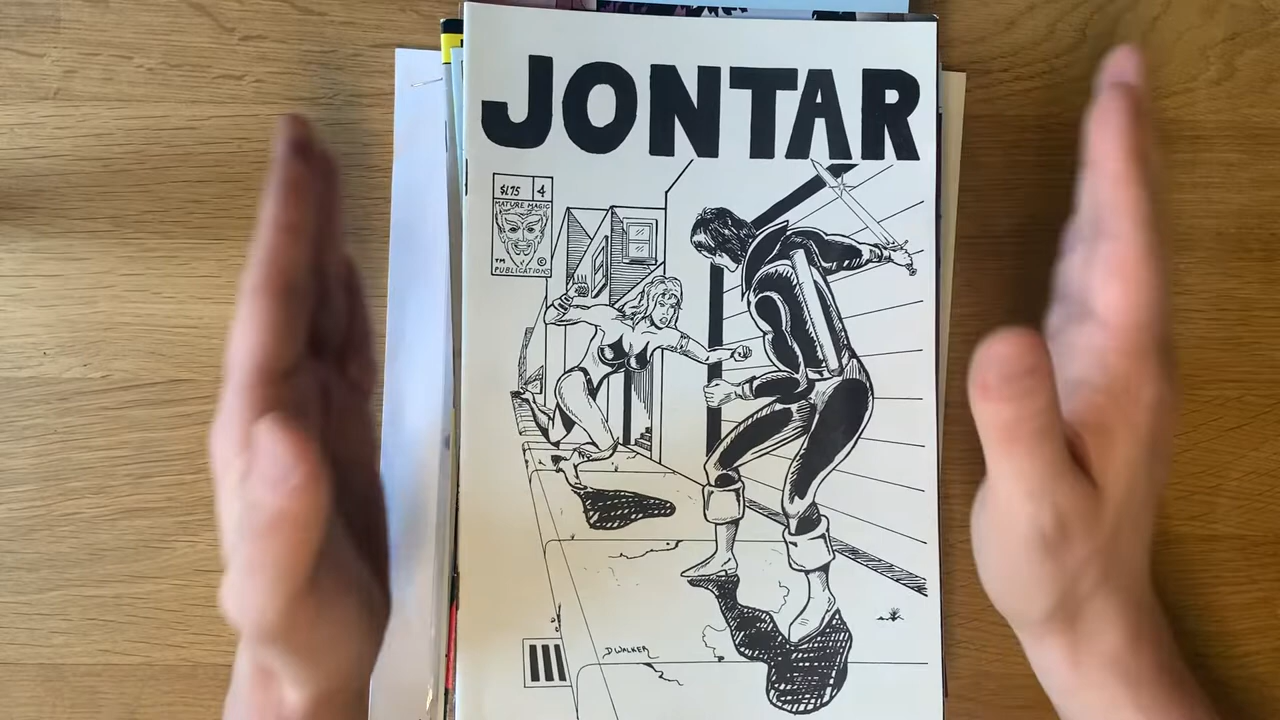 JONTAR
$1.75 4
MATURE MAGIC
TM ©
PUBLICATIONS
D WALKER